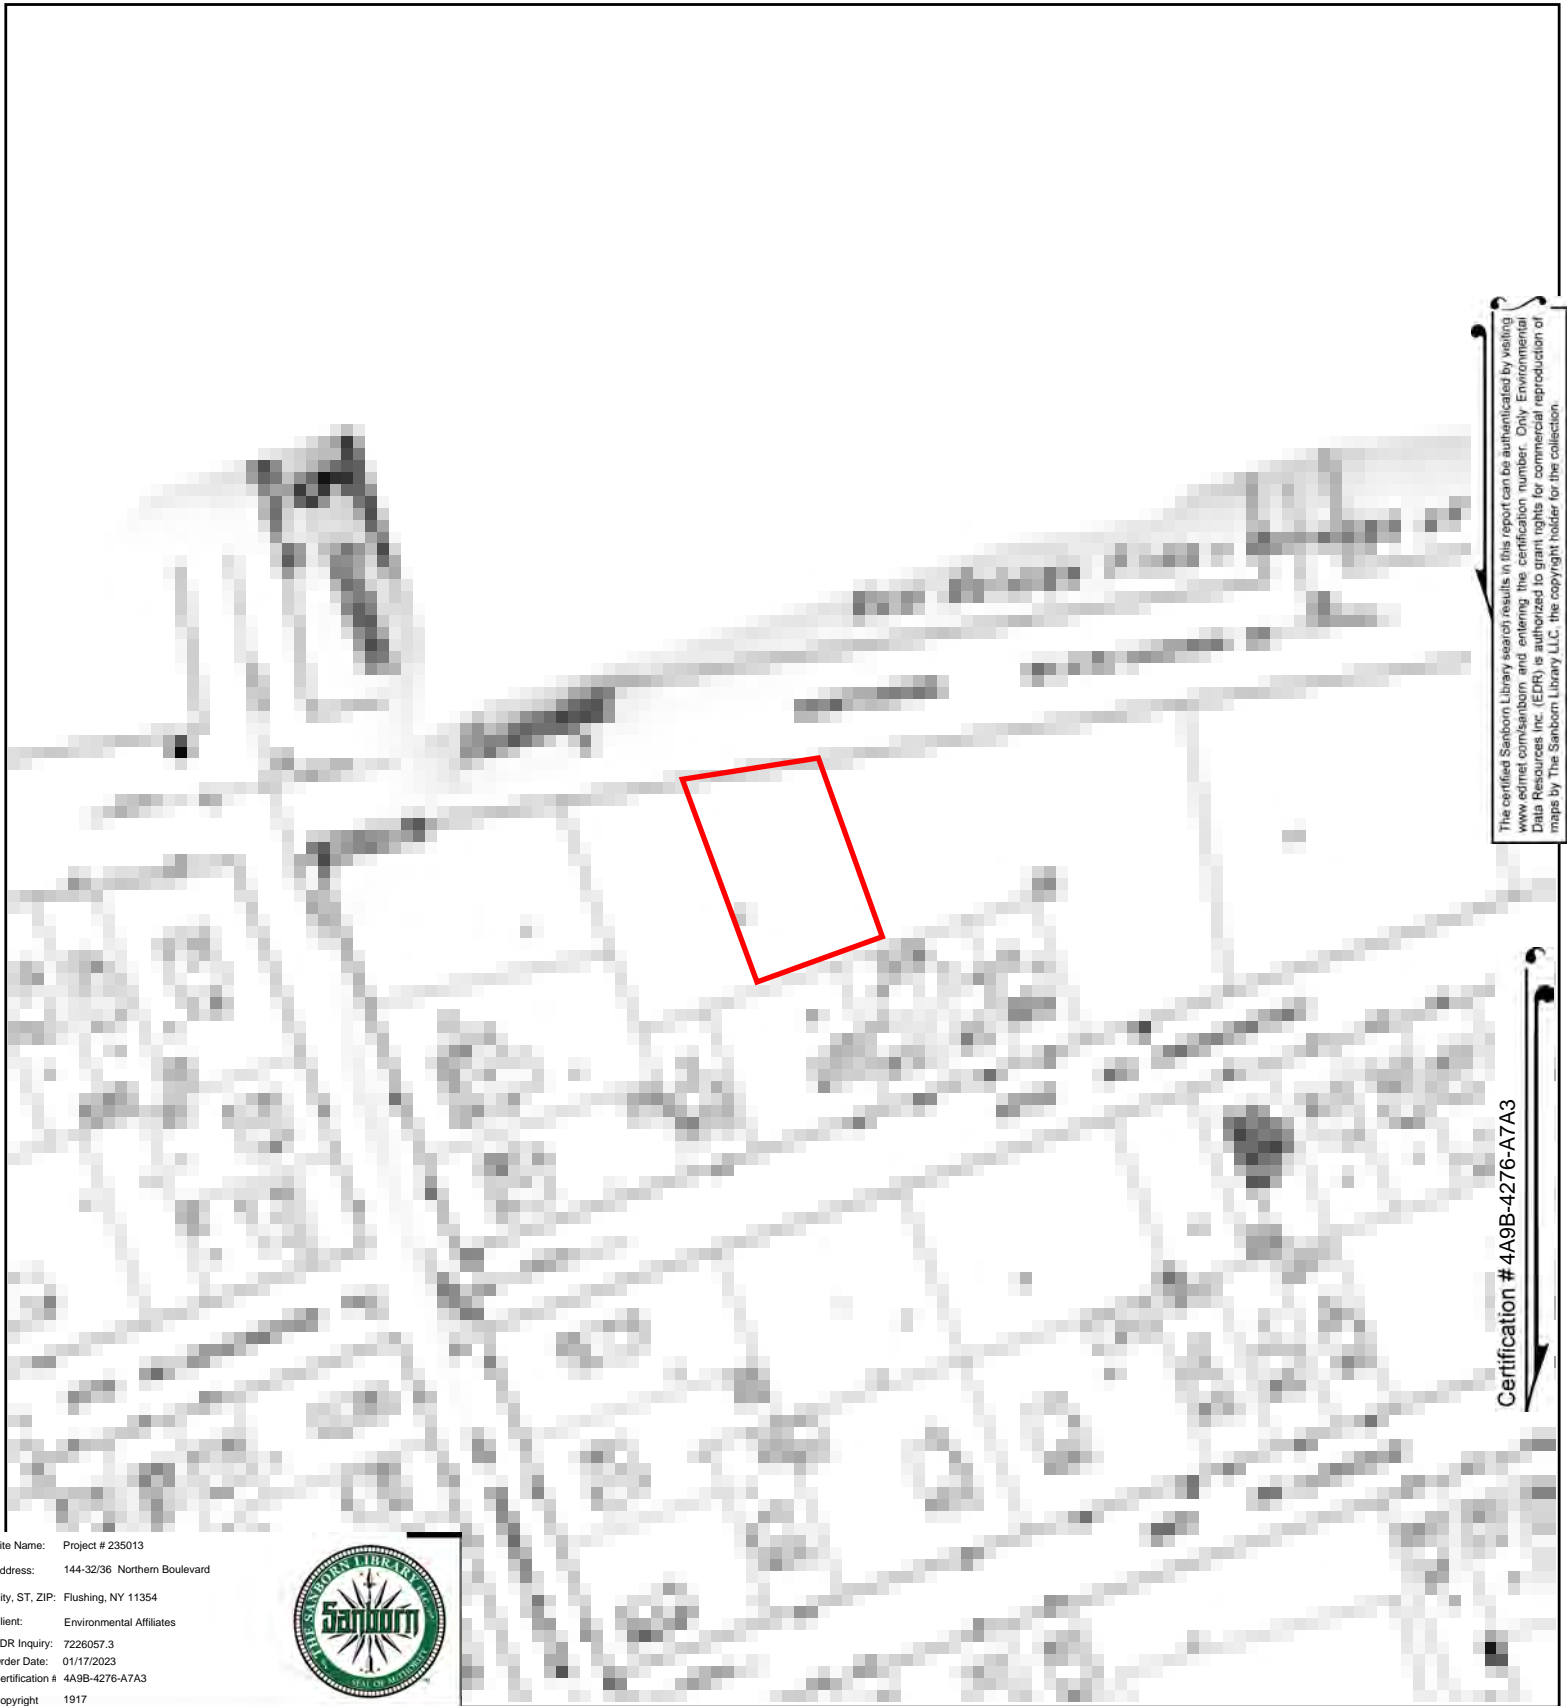 The certified Sanborn Library search results in this report can be authenticated by visiting
www.edrnet.com/sanborn and entering the certification number. Only Environmental
Data Resources Inc. (EDR) is authorized to grant rights for commercial reproduction of
maps by The Sanborn Library LLC, the copyright holder for the collection.
Certification # 4A9B-4276-A7A3
ite Name: Project # 235013
ddress: 144-32/36 Northern Boulevard
ity, ST, ZIP: Flushing, NY 11354
lient: Environmental Affiliates
DR Inquiry: 7226057.3
rder Date: 01/17/2023
ertification # 4A9B-4276-A7A3
opyright 1917
THE SANBORN LIBRARY LLC
Sanborn
SEAL OF AUTHORITY